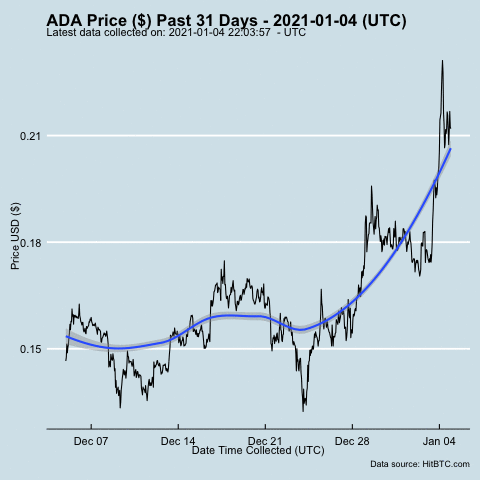 ADA Price ($) Past 31 Days - 2021-01-04 (UTC)
Latest data collected on: 2021-01-04 22:03:57 - UTC
Price USD ($)
0.21
0.18
0.15
Dec 07 Dec 14 Dec 21 Dec 28 Jan 04
Date Time Collected (UTC)
Data source: HitBTC.com